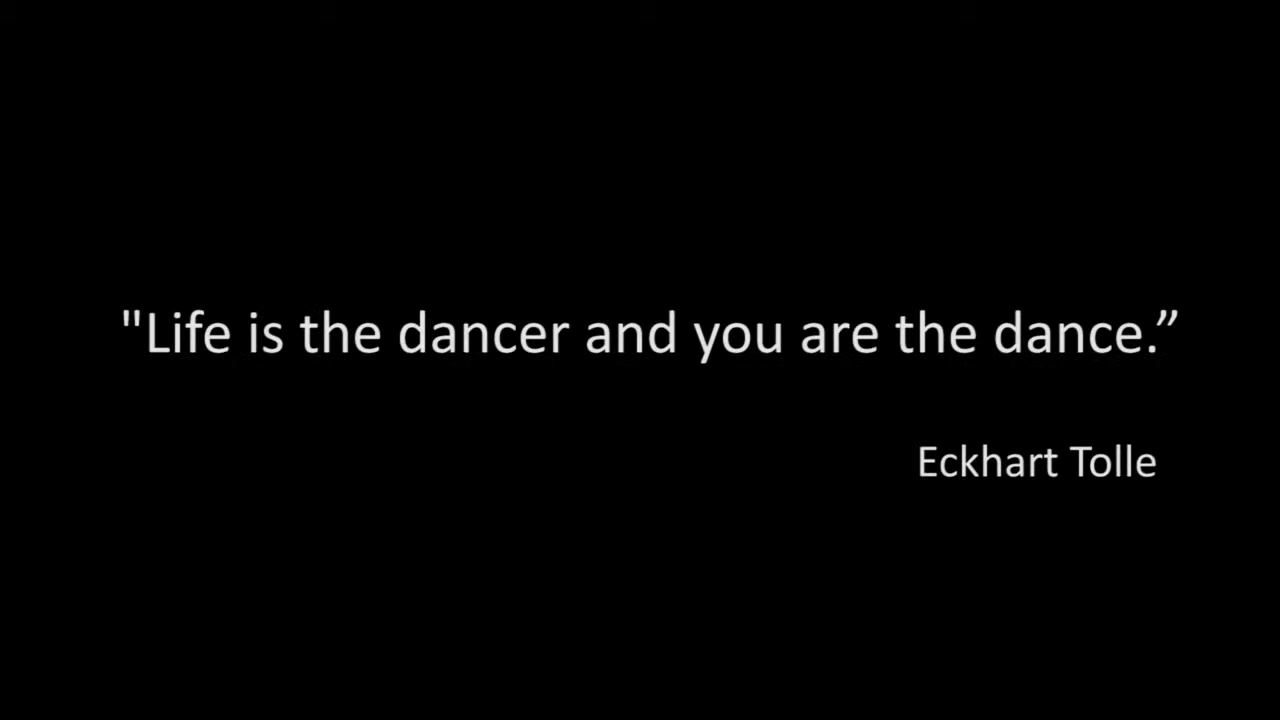 "Life is the dancer and you are the dance.”
Eckhart Tolle